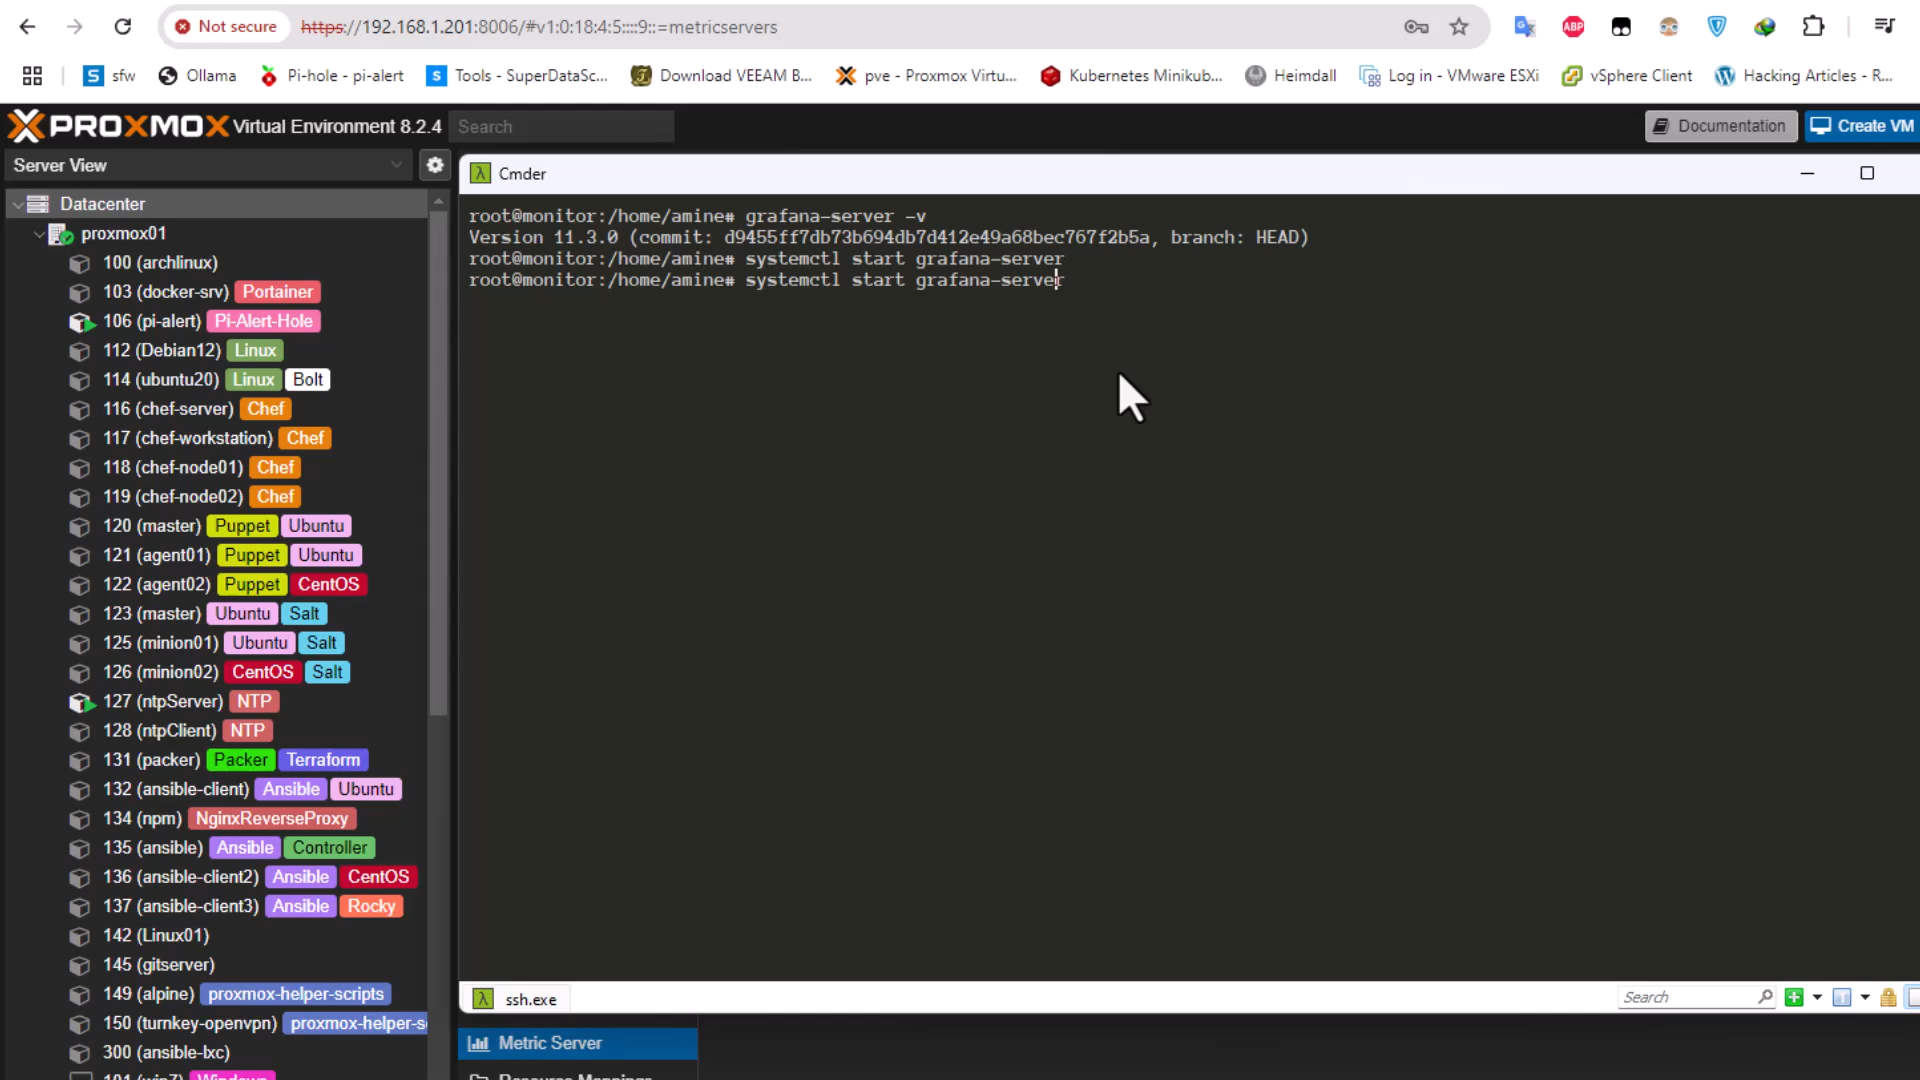 Not secure https://192.168.1.201:8006/#v1:0:18:4:5::::9::=metricservers
sfw Ollama Pi-hole - pi-alert Tools - SuperDataSc... Download VEEAM B... pve - Proxmox Virtu... Kubernetes Minikub... Heimdall Log in - VMware ESXi vSphere Client Hacking Articles - R...
PROXMOX Virtual Environment 8.2.4 Search Documentation Create VM
Server View
Cmder
Datacenter
proxmox01
100 (archlinux)
103 (docker-srv) Portainer
106 (pi-alert) Pi-Alert-Hole
112 (Debian12) Linux
114 (ubuntu20) Linux Bolt
116 (chef-server) Chef
117 (chef-workstation) Chef
118 (chef-node01) Chef
119 (chef-node02) Chef
120 (master) Puppet Ubuntu
121 (agent01) Puppet Ubuntu
122 (agent02) Puppet CentOS
123 (master) Ubuntu Salt
125 (minion01) Ubuntu Salt
126 (minion02) CentOS Salt
127 (ntpServer) NTP
128 (ntpClient) NTP
131 (packer) Packer Terraform
132 (ansible-client) Ansible Ubuntu
134 (npm) NginxReverseProxy
135 (ansible) Ansible Controller
136 (ansible-client2) Ansible CentOS
137 (ansible-client3) Ansible Rocky
142 (Linux01)
145 (gitserver)
149 (alpine) proxmox-helper-scripts
150 (turnkey-openvpn) proxmox-helper-s
300 (ansible-lxc)
root@monitor:/home/amine# grafana-server -v
Version 11.3.0 (commit: d9455ff7db73b694db7d412e49a68bec767f2b5a, branch: HEAD)
root@monitor:/home/amine# systemctl start grafana-server
root@monitor:/home/amine# systemctl start grafana-server
ssh.exe Search
Metric Server
Resource Mappings